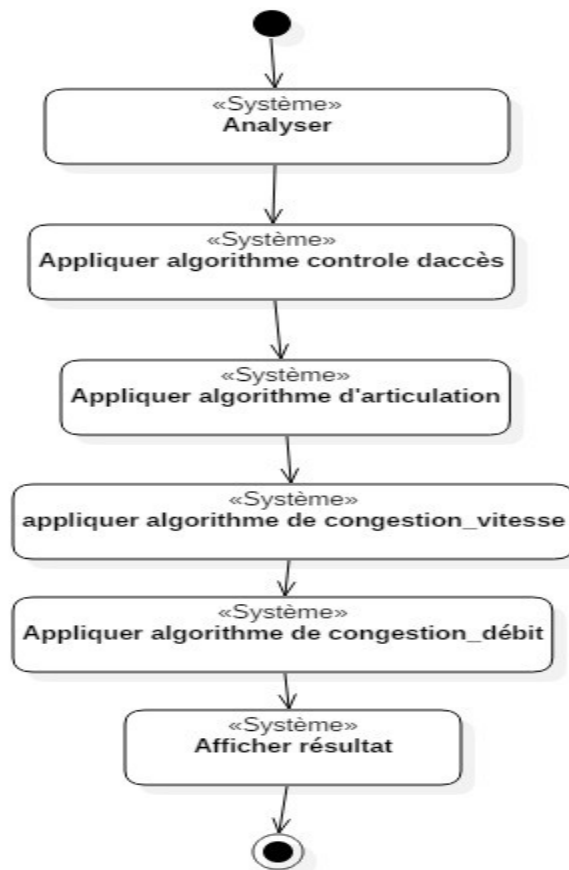 «Système»
Analyser
«Système»
Appliquer algorithme controle daccès
«Système»
Appliquer algorithme d'articulation
«Système»
appliquer algorithme de congestion_vitesse
«Système»
Appliquer algorithme de congestion_débit
«Système»
Afficher résultat